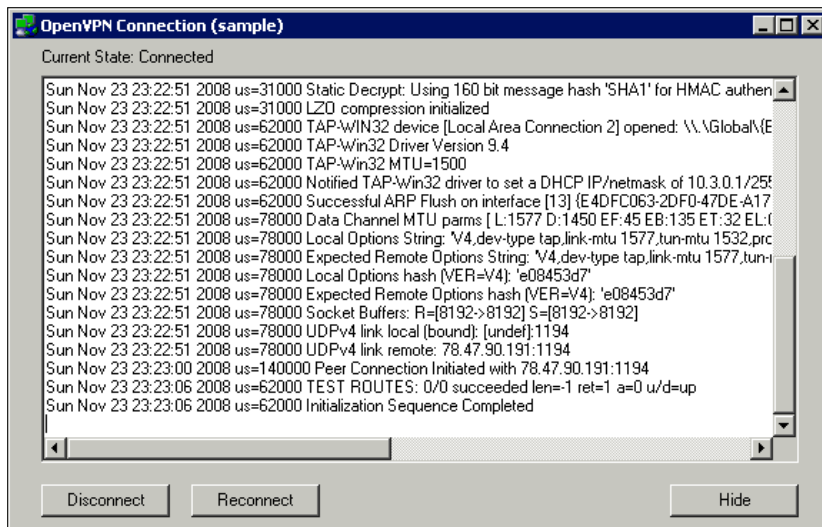 OpenVPN Connection (sample)
Current State: Connected
Sun Nov 23 23:22:51 2008 us=31000 Static Decrypt: Using 160 bit message hash 'SHA1' for HMAC authen
Sun Nov 23 23:22:51 2008 us=31000 LZO compression initialized
Sun Nov 23 23:22:51 2008 us=62000 TAP-WIN32 device [Local Area Connection 2] opened: \\.\Global\{E
Sun Nov 23 23:22:51 2008 us=62000 TAP-Win32 Driver Version 9.4
Sun Nov 23 23:22:51 2008 us=62000 TAP-Win32 MTU=1500
Sun Nov 23 23:22:51 2008 us=62000 Notified TAP-Win32 driver to set a DHCP IP/netmask of 10.3.0.1/255
Sun Nov 23 23:22:51 2008 us=62000 Successful ARP Flush on interface [13] {E4DFC063-2DF0-47DE-A17
Sun Nov 23 23:22:51 2008 us=78000 Data Channel MTU parms [ L:1577 D:1450 EF:45 EB:135 ET:32 EL:0
Sun Nov 23 23:22:51 2008 us=78000 Local Options String: 'V4,dev-type tap,link-mtu 1577,tun-mtu 1532,pro
Sun Nov 23 23:22:51 2008 us=78000 Expected Remote Options String: 'V4,dev-type tap,link-mtu 1577,tun-
Sun Nov 23 23:22:51 2008 us=78000 Local Options hash (VER=V4): 'e08453d7'
Sun Nov 23 23:22:51 2008 us=78000 Expected Remote Options hash (VER=V4): 'e08453d7'
Sun Nov 23 23:22:51 2008 us=78000 Socket Buffers: R=[8192->8192] S=[8192->8192]
Sun Nov 23 23:22:51 2008 us=78000 UDPv4 link local (bound): [undef]:1194
Sun Nov 23 23:22:51 2008 us=78000 UDPv4 link remote: 78.47.90.191:1194
Sun Nov 23 23:23:00 2008 us=140000 Peer Connection Initiated with 78.47.90.191:1194
Sun Nov 23 23:23:06 2008 us=62000 TEST ROUTES: 0/0 succeeded len=-1 ret=1 a=0 u/d=up
Sun Nov 23 23:23:06 2008 us=62000 Initialization Sequence Completed
Disconnect
Reconnect
Hide